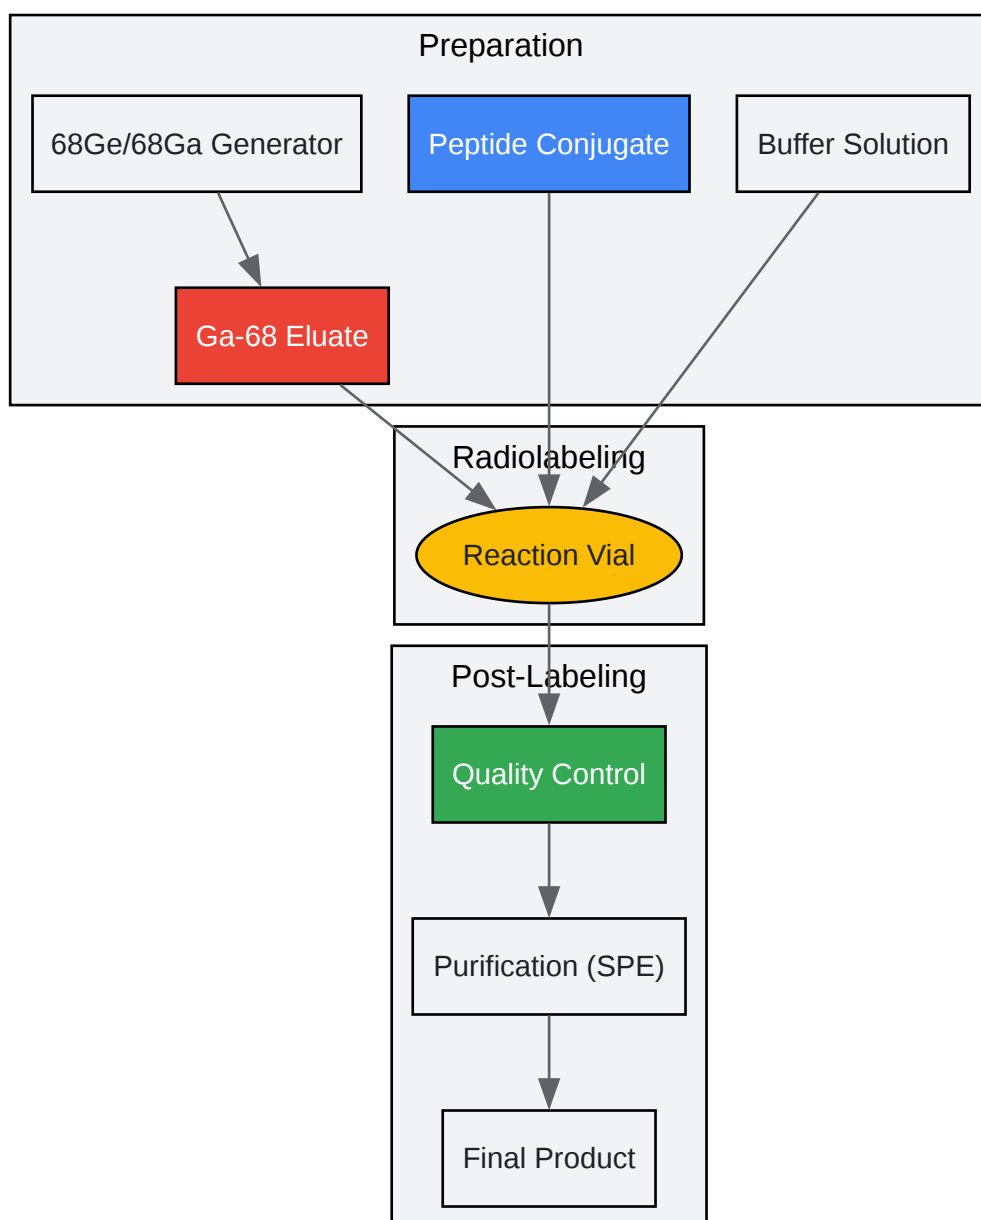 Preparation
68Ge/68Ga Generator
Peptide Conjugate
Buffer Solution
Ga-68 Eluate
Radiolabeling
Reaction Vial
Post-Labeling
Quality Control
Purification (SPE)
Final Product